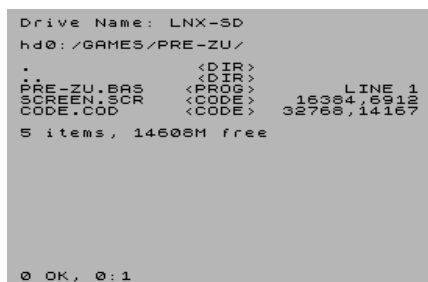 Drive Name: LNX-SD
hd0:/GAMES/PRE-ZU/
. <DIR>
.. <DIR>
PRE-ZU.BAS <PROG> LINE 1
SCREEN.SCR <CODE> 16384,6912
CODE.COD <CODE> 32768,14167
5 items, 14608M free
0 OK, 0:1